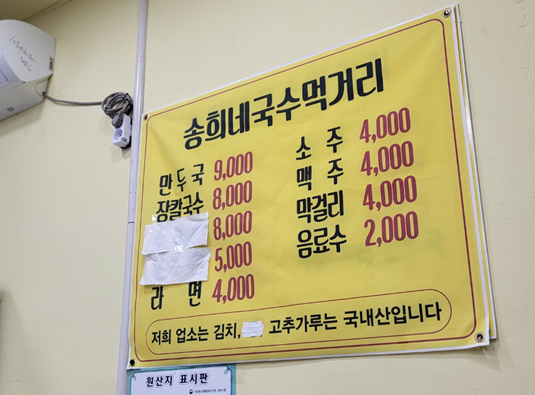 송희네국수먹거리
만두국 9,000
장칼국수 8,000
8,000
5,000
라면 4,000
소주 4,000
맥주 4,000
막걸리 4,000
음료수 2,000
저희 업소는 김치, 고추가루는 국내산입니다
원산지 표시판